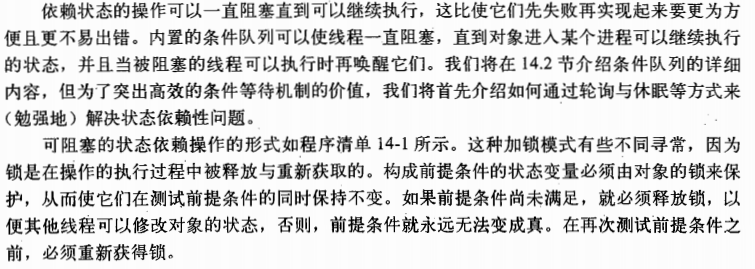 依赖状态的操作可以一直阻塞直到可以继续执行，这比使它们先失败再实现起来要更为方
便且更不易出错。内置的条件队列可以使线程一直阻塞，直到对象进入某个进程可以继续执行
的状态，并且当被阻塞的线程可以执行时再唤醒它们。我们将在 14.2 节介绍条件队列的详细
内容，但为了突出高效的条件等待机制的价值，我们将首先介绍如何通过轮询与休眠等方式来
（勉强地）解决状态依赖性问题。
可阻塞的状态依赖操作的形式如程序清单 14-1 所示。这种加锁模式有些不同寻常，因为
锁是在操作的执行过程中被释放与重新获取的。构成前提条件的状态变量必须由对象的锁来保
护，从而使它们在测试前提条件的同时保持不变。如果前提条件尚未满足，就必须释放锁，以
便其他线程可以修改对象的状态，否则，前提条件就永远无法变成真。在再次测试前提条件之
前，必须重新获得锁。